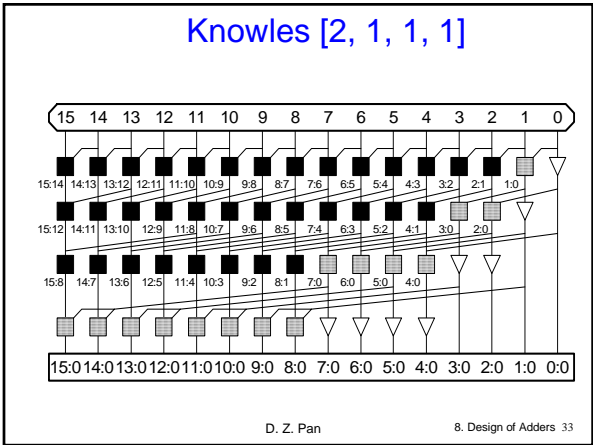 Knowles [2, 1, 1, 1]
15 14 13 12 11 10 9 8 7 6 5 4 3 2 1 0
15:14 14:13 13:12 12:11 11:10 10:9 9:8 8:7 7:6 6:5 5:4 4:3 3:2 2:1 1:0
15:12 14:11 13:10 12:9 11:8 10:7 9:6 8:5 7:4 6:3 5:2 4:1 3:0 2:0
15:8 14:7 13:6 12:5 11:4 10:3 9:2 8:1 7:0 6:0 5:0 4:0
15:0 14:0 13:0 12:0 11:0 10:0 9:0 8:0 7:0 6:0 5:0 4:0 3:0 2:0 1:0 0:0
D. Z. Pan 8. Design of Adders 33